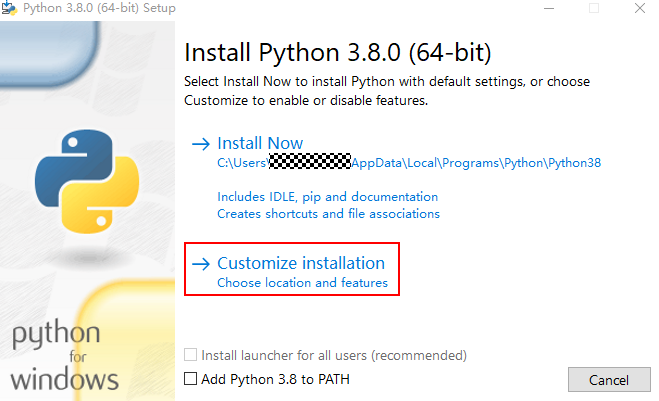 Python 3.8.0 (64-bit) Setup
Install Python 3.8.0 (64-bit)
Select Install Now to install Python with default settings, or choose
Customize to enable or disable features.
Install Now
C:\Users\ AppData\Local\Programs\Python\Python38
Includes IDLE, pip and documentation
Creates shortcuts and file associations
Customize installation
Choose location and features
python
for
windows
Install launcher for all users (recommended)
Add Python 3.8 to PATH
Cancel